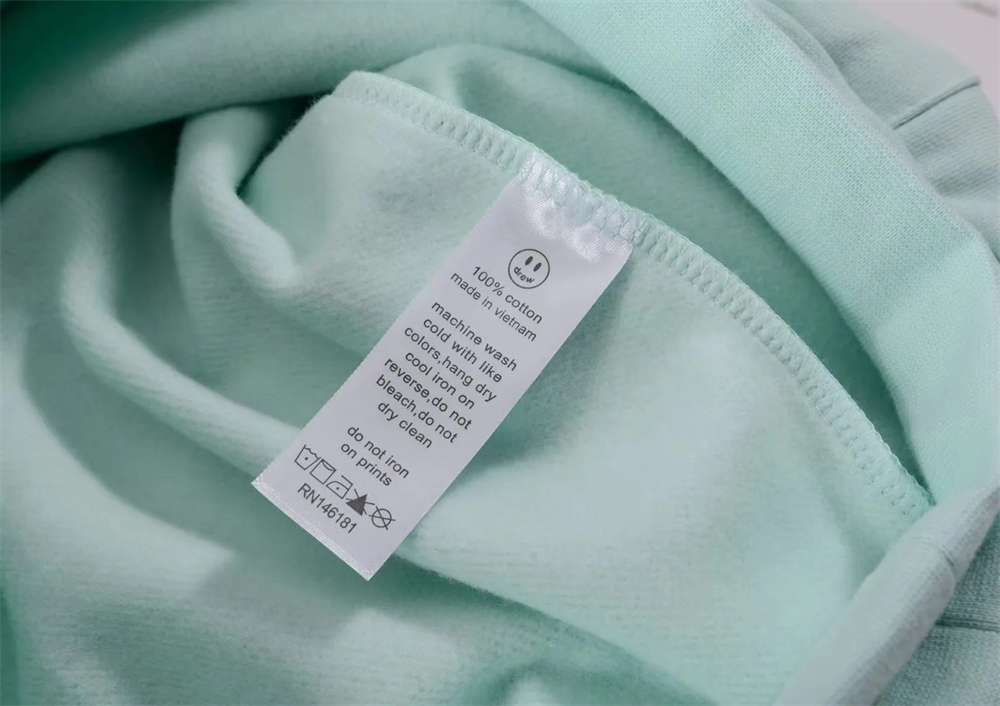 drew
100% cotton
made in vietnam
machine wash
cold with like
colors,hang dry
cool iron on
reverse,do not
bleach,do not
dry clean
do not iron
on prints
RN146181